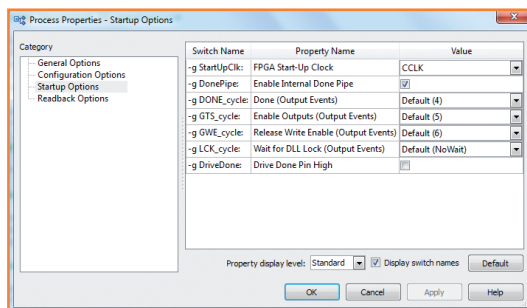 Process Properties - Startup Options
Category
General Options
Configuration Options
Startup Options
Readback Options
Switch Name Property Name Value
-g StartUpClk: FPGA Start-Up Clock CCLK
-g DonePipe: Enable Internal Done Pipe
-g DONE_cycle: Done (Output Events) Default (4)
-g GTS_cycle: Enable Outputs (Output Events) Default (5)
-g GWE_cycle: Release Write Enable (Output Events) Default (6)
-g LCK_cycle: Wait for DLL Lock (Output Events) Default (NoWait)
-g DriveDone: Drive Done Pin High
Property display level: Standard Display switch names Default
OK Cancel Apply Help